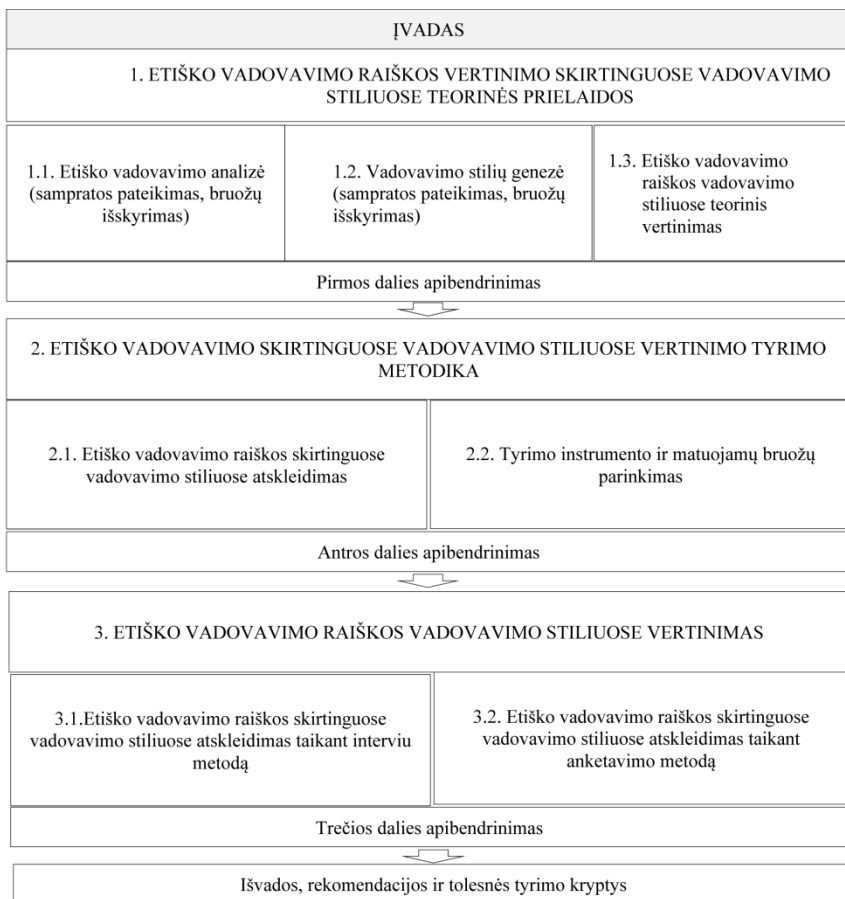 ĮVADAS
1. ETIŠKO VADOVAVIMO RAIŠKOS VERTINIMO SKIRTINGUOSE VADOVAVIMO
STILIUOSE TEORINĖS PRIELAIDOS
1.1. Etiško vadovavimo analizė
(sampratos pateikimas, bruožų
išskyrimas)
1.2. Vadovavimo stilių genezė
(sampratos pateikimas, bruožų
išskyrimas)
1.3. Etiško vadovavimo
raiškos vadovavimo
stiliuose teorinis
vertinimas
Pirmos dalies apibendrinimas
2. ETIŠKO VADOVAVIMO SKIRTINGUOSE VADOVAVIMO STILIUOSE VERTINIMO TYRIMO
METODIKA
2.1. Etiško vadovavimo raiškos skirtinguose
vadovavimo stiliuose atskleidimas
2.2. Tyrimo instrumento ir matuojamų bruožų
parinkimas
Antros dalies apibendrinimas
3. ETIŠKO VADOVAVIMO RAIŠKOS VADOVAVIMO STILIUOSE VERTINIMAS
3.1.Etiško vadovavimo raiškos skirtinguose
vadovavimo stiliuose atskleidimas taikant interviu
metodą
3.2. Etiško vadovavimo raiškos skirtinguose
vadovavimo stiliuose atskleidimas taikant
anketavimo metodą
Trečios dalies apibendrinimas
Išvados, rekomendacijos ir tolesnės tyrimo kryptys